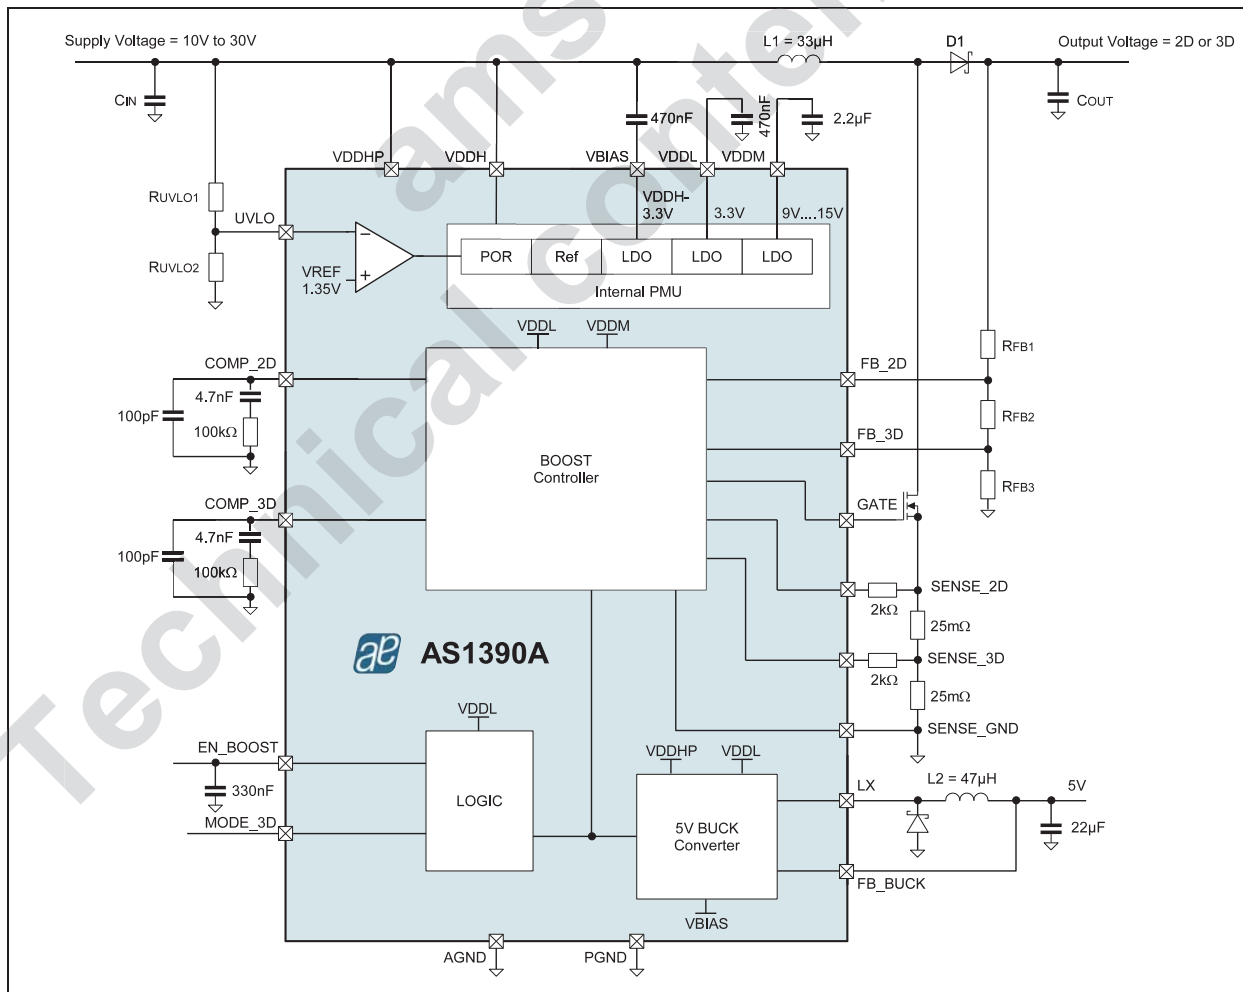 Supply Voltage = 10V to 30V
L1 = 33µH
D1
Output Voltage = 2D or 3D
CIN
470nF
470nF
2.2µF
COUT
VDDHP
VDDH
VBIAS
VDDL
VDDM
RUVLO1
UVLO
VDDH-
3.3V
3.3V
9V....15V
RUVLO2
VREF
1.35V
POR
Ref
LDO
LDO
LDO
Internal PMU
VDDL
VDDM
RFB1
COMP_2D
FB_2D
4.7nF
100pF
100kΩ
RFB2
FB_3D
BOOST
Controller
RFB3
COMP_3D
GATE
4.7nF
100pF
100kΩ
SENSE_2D
2kΩ
25mΩ
AS1390A
SENSE_3D
2kΩ
25mΩ
VDDL
SENSE_GND
EN_BOOST
VDDHP
VDDL
LX
L2 = 47µH
5V
330nF
LOGIC
MODE_3D
5V BUCK
Converter
22µF
FB_BUCK
VBIAS
AGND
PGND
ams
Technical conten